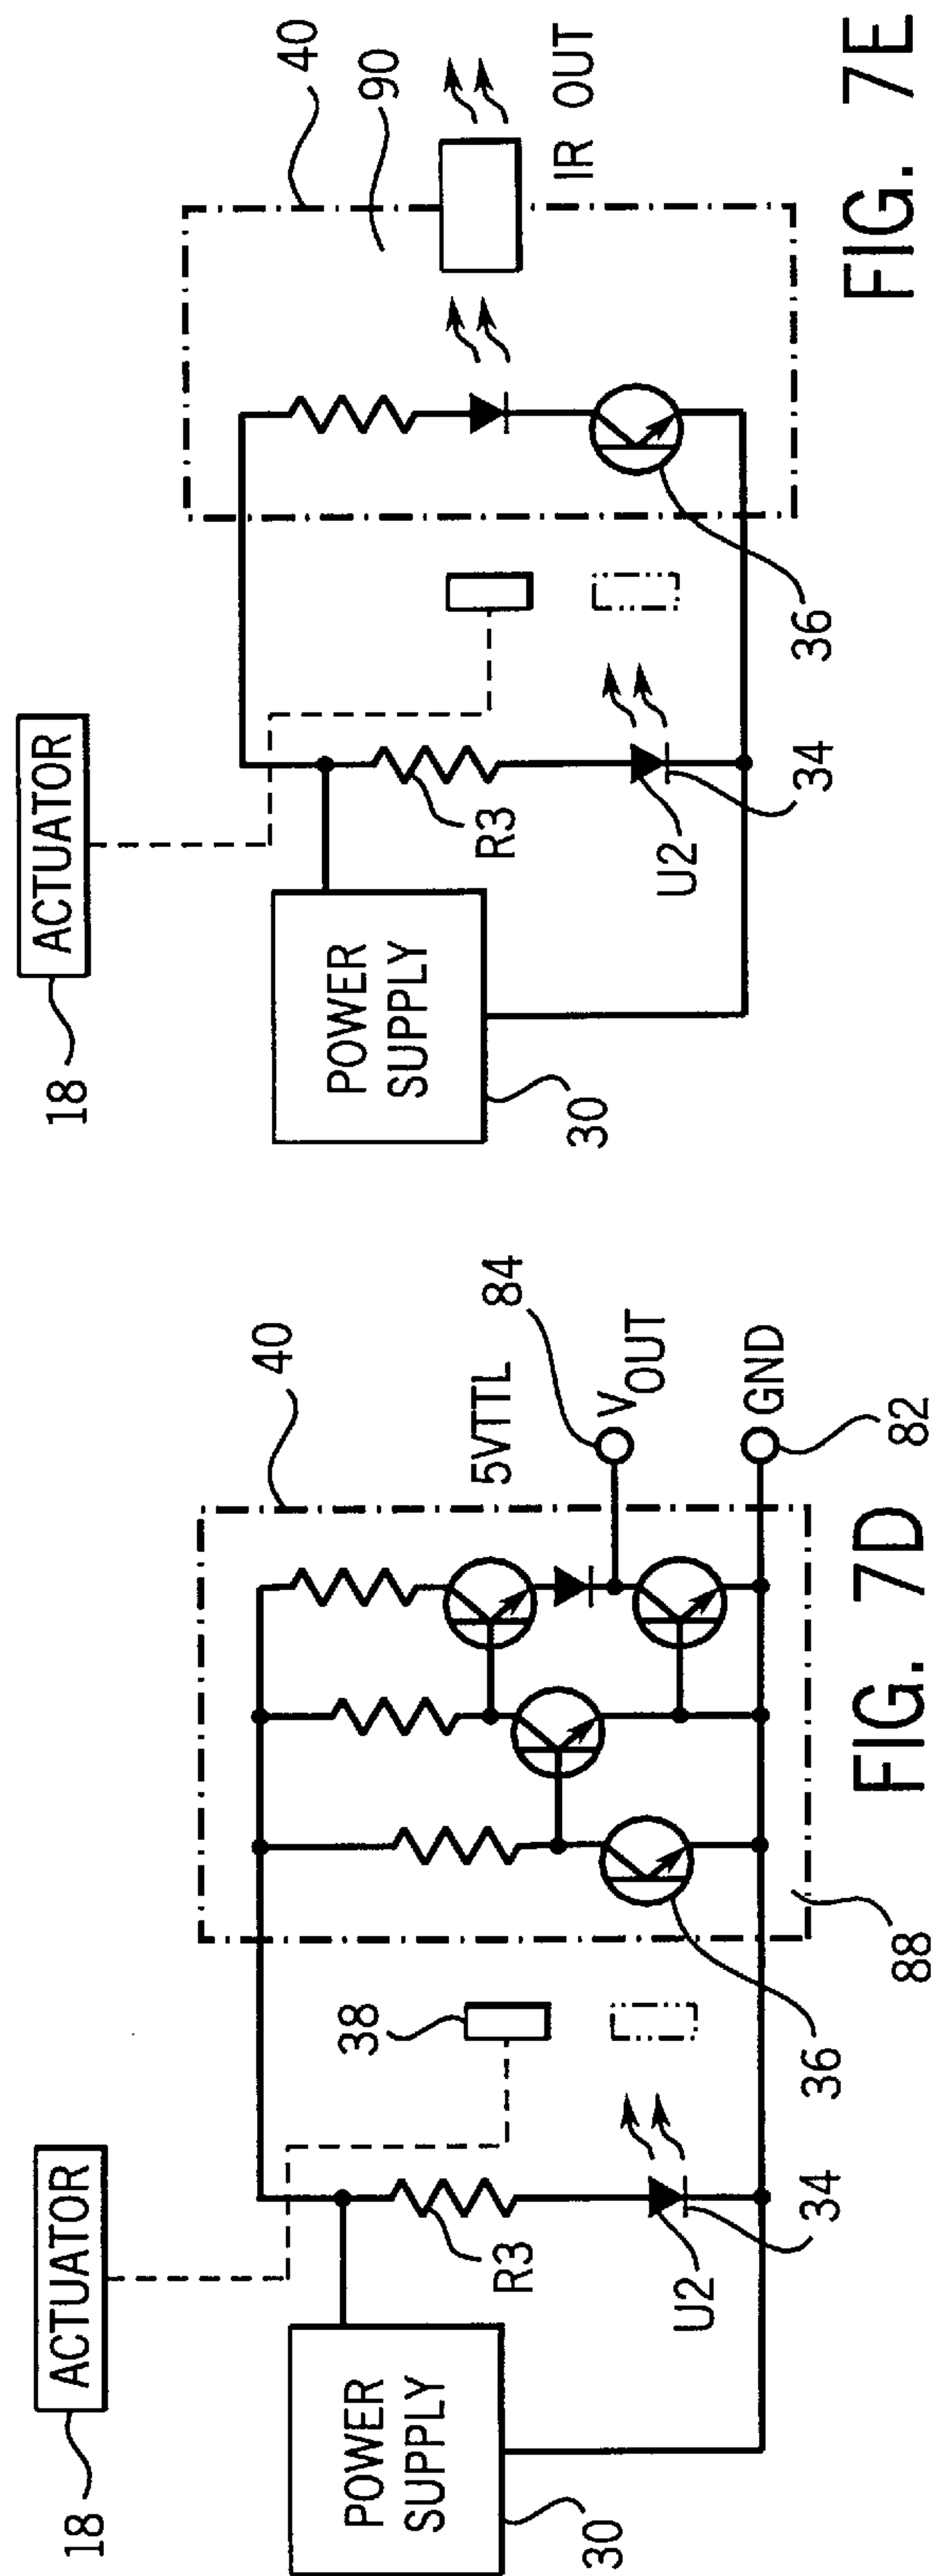 18
ACTUATOR
POWER
SUPPLY
30
R3
U2
34
38
36
40
88
5VTTL
84
VOUT
GND
82
FIG. 7D
18
ACTUATOR
POWER
SUPPLY
30
R3
U2
34
36
40
90
IR OUT
FIG. 7E